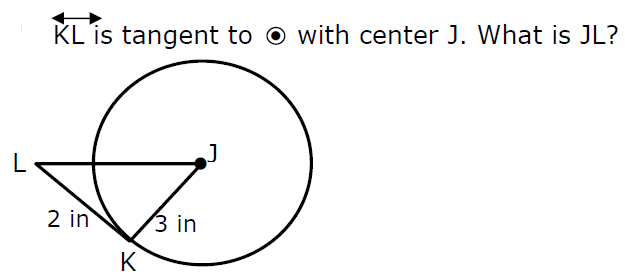 KL is tangent to ⊙ with center J. What is JL?
J
L
2 in
3 in
K